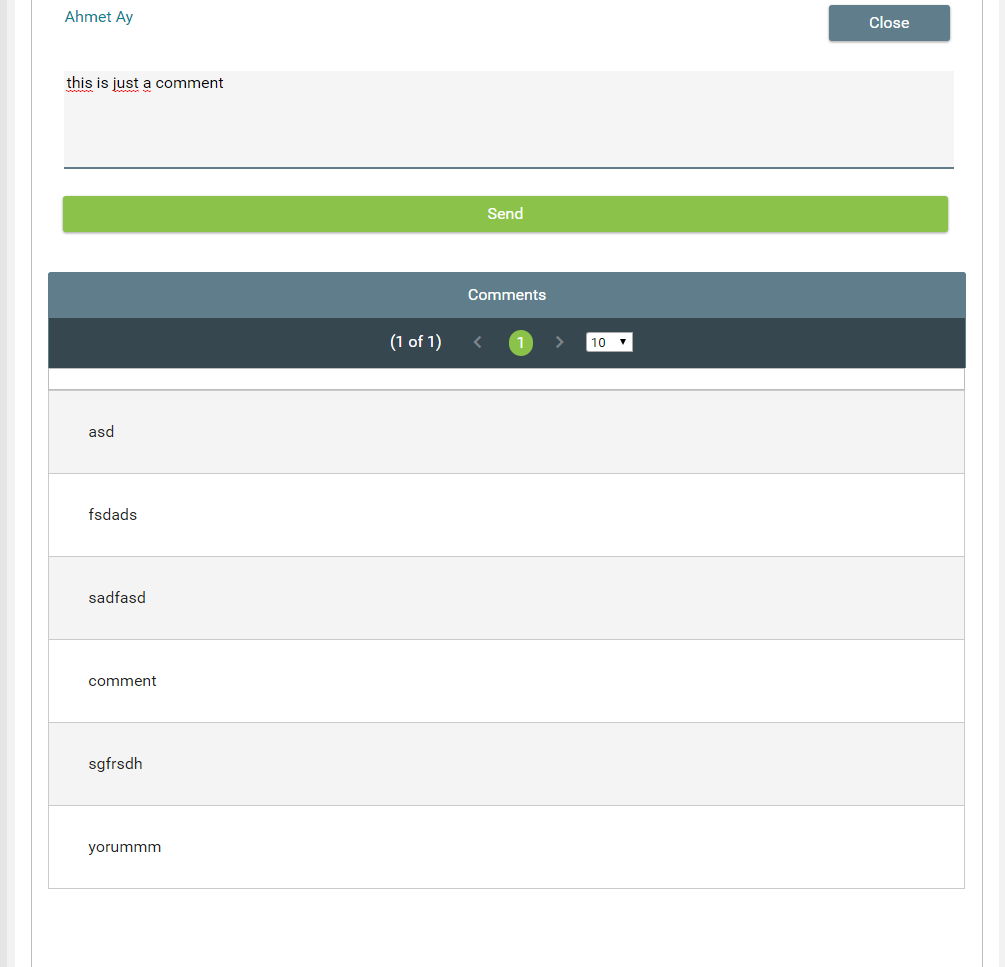 Ahmet Ay
Close
this is just a comment
Send
Comments
(1 of 1) 1 10
asd
fsdads
sadfasd
comment
sgfrsdh
yorummm